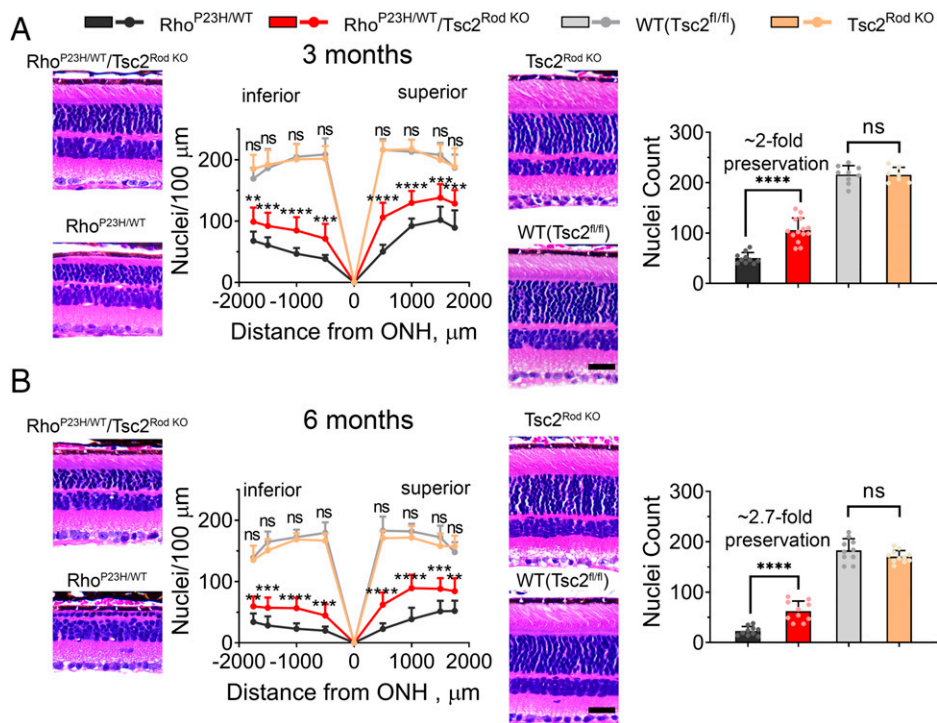 Rho^P23H/WT Rho^P23H/WT/Tsc2^Rod KO WT(Tsc2^fl/fl) Tsc2^Rod KO
A
Rho^P23H/WT/Tsc2^Rod KO
3 months
Tsc2^Rod KO
inferior superior
ns ns ns ns ns ns ns ns
** *** **** *** **** **** *** ***
Nuclei/100 µm
200
100
0
-2000 -1000 0 1000 2000
Distance from ONH, µm
Rho^P23H/WT
WT(Tsc2^fl/fl)
Nuclei Count
300
200
100
0
~2-fold
preservation
****
ns
B
Rho^P23H/WT/Tsc2^Rod KO
6 months
Tsc2^Rod KO
inferior superior
ns ns ns ns ns ns ns ns
** *** **** *** **** **** *** **
Nuclei/100 µm
200
100
0
-2000 -1000 0 1000 2000
Distance from ONH , µm
Rho^P23H/WT
WT(Tsc2^fl/fl)
Nuclei Count
300
200
100
0
~2.7-fold
preservation
****
ns